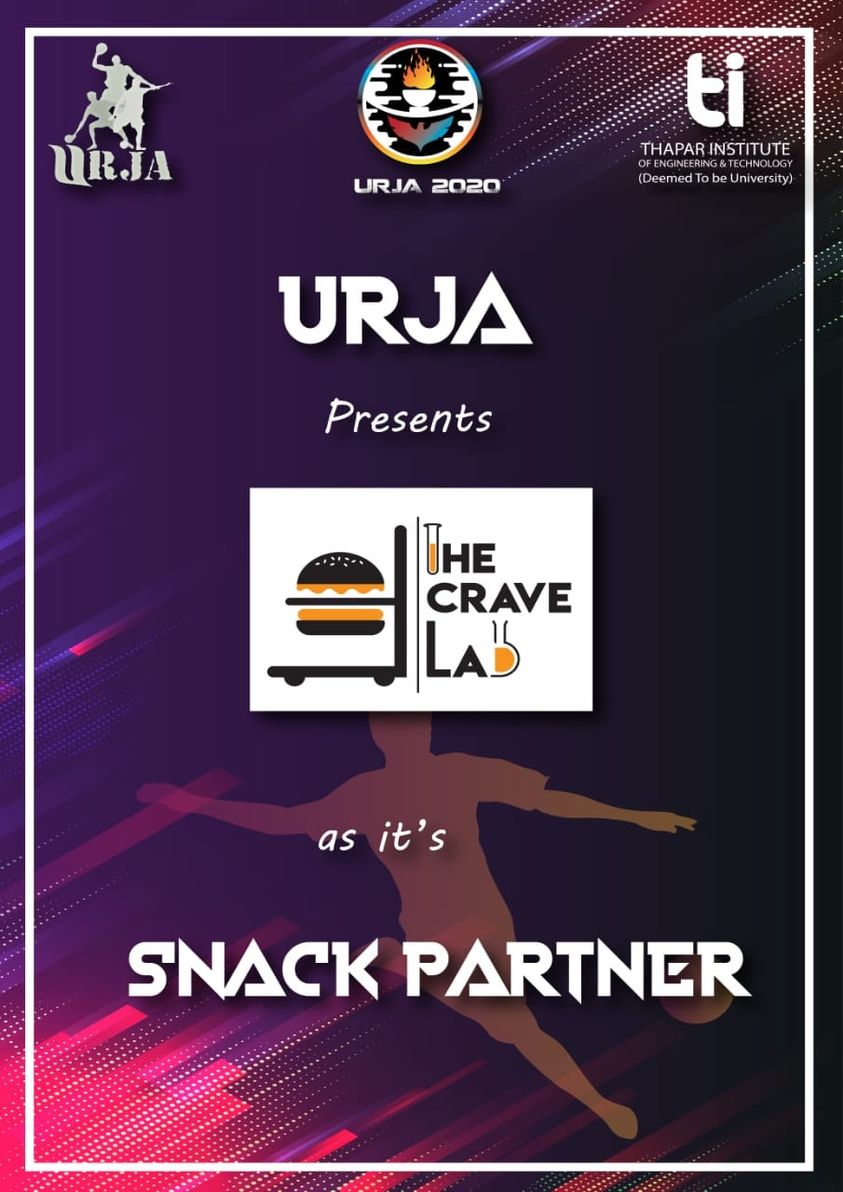 URJA
URJA 2020
ti
THAPAR INSTITUTE
OF ENGINEERING & TECHNOLOGY
(Deemed To be University)
URJA
Presents
THE
CRAVE
LAB
as it's
SNACK PARTNER